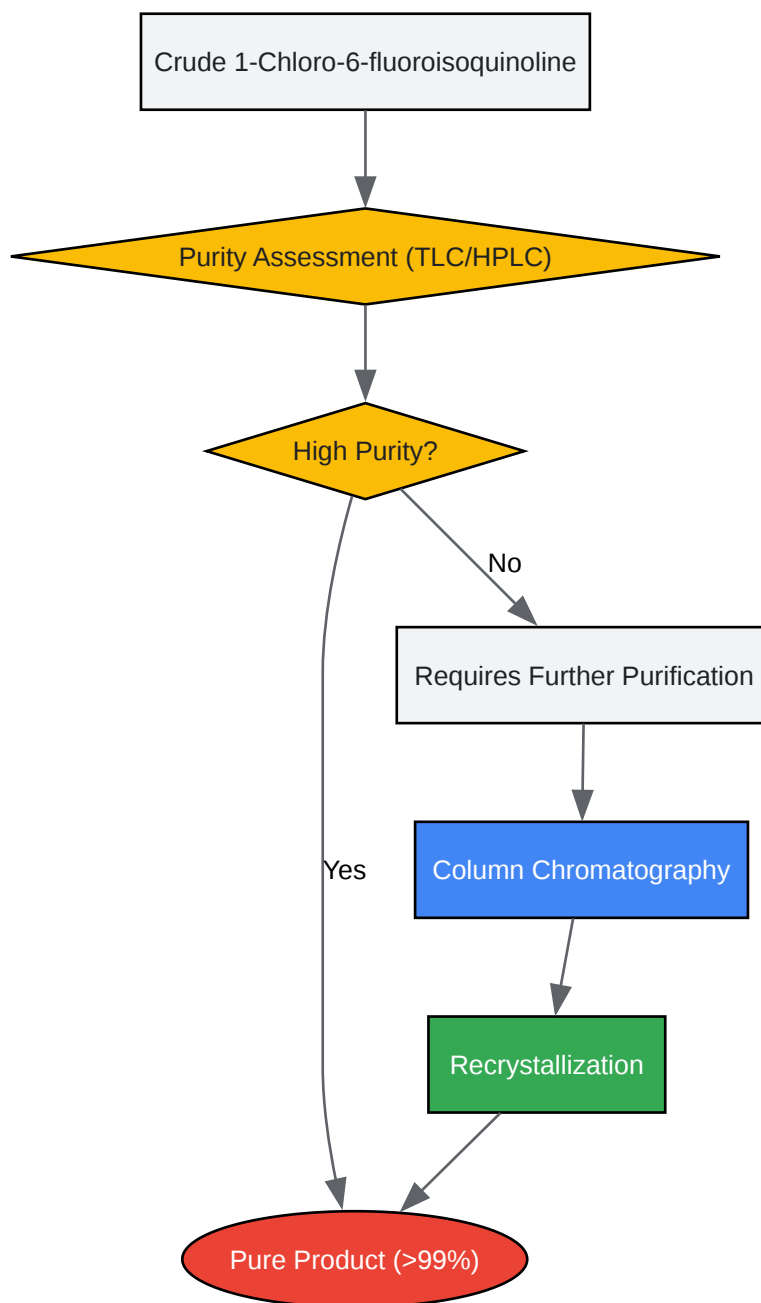 Crude 1-Chloro-6-fluoroisoquinoline
Purity Assessment (TLC/HPLC)
High Purity?
No
Requires Further Purification
Yes
Column Chromatography
Recrystallization
Pure Product (>99%)